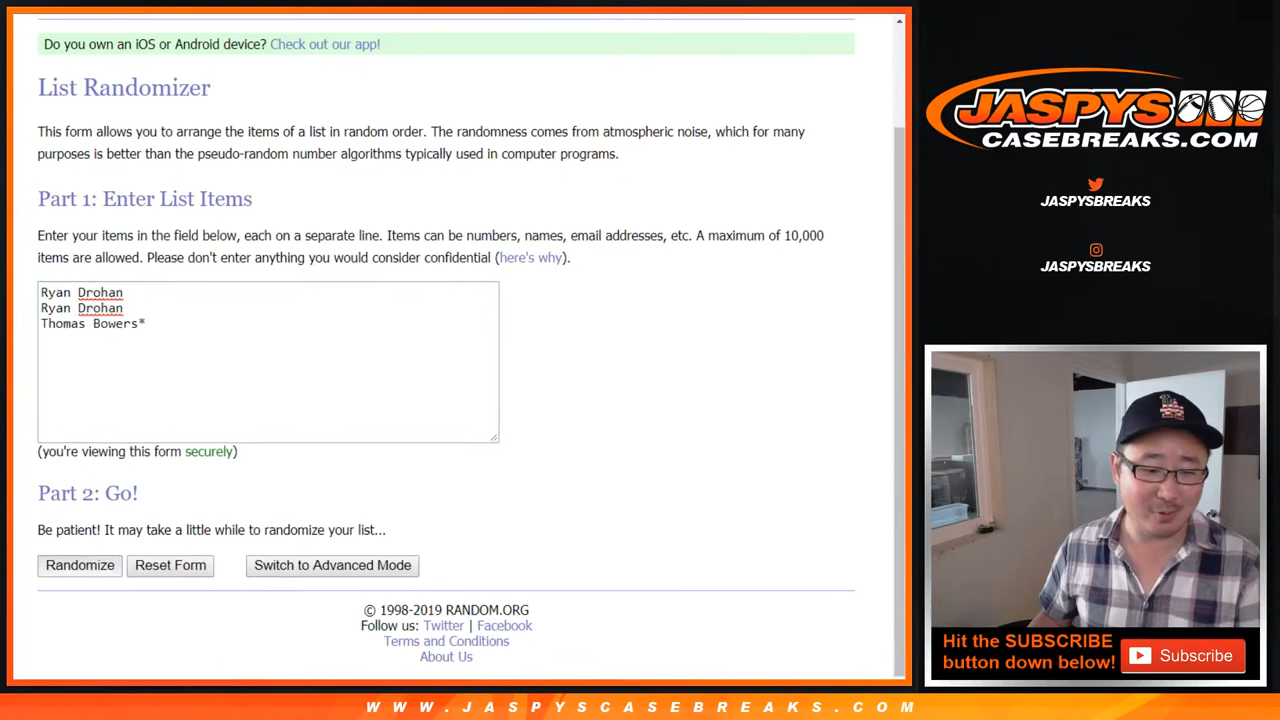 Do you own an iOS or Android device? Check out our app!
List Randomizer
This form allows you to arrange the items of a list in random order. The randomness comes from atmospheric noise, which for many
purposes is better than the pseudo-random number algorithms typically used in computer programs.
Part 1: Enter List Items
Enter your items in the field below, each on a separate line. Items can be numbers, names, email addresses, etc. A maximum of 10,000
items are allowed. Please don't enter anything you would consider confidential (here's why).
Ryan Drohan
Ryan Drohan
Thomas Bowers*
(you're viewing this form securely)
Part 2: Go!
Be patient! It may take a little while to randomize your list...
Randomize Reset Form Switch to Advanced Mode
© 1998-2019 RANDOM.ORG
Follow us: Twitter | Facebook
Terms and Conditions
About Us
JASPYS
CASEBREAKS.COM
JASPYSBREAKS
JASPYSBREAKS
Hit the SUBSCRIBE
button down below!
Subscribe
WWW.JASPYSCASEBREAKS.COM